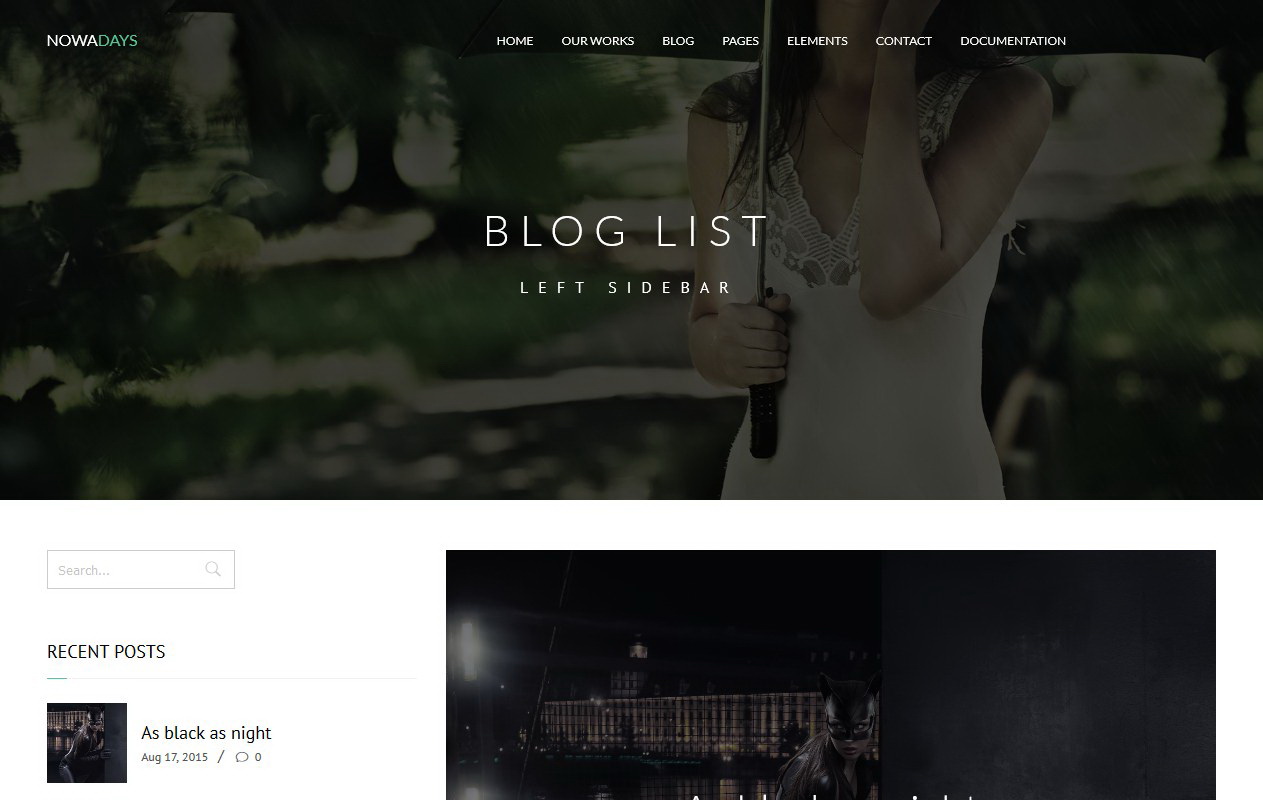 NOWADAYS
HOME OUR WORKS BLOG PAGES ELEMENTS CONTACT DOCUMENTATION
BLOG LIST
LEFT SIDEBAR
Search...
RECENT POSTS
As black as night
Aug 17, 2015 / 0